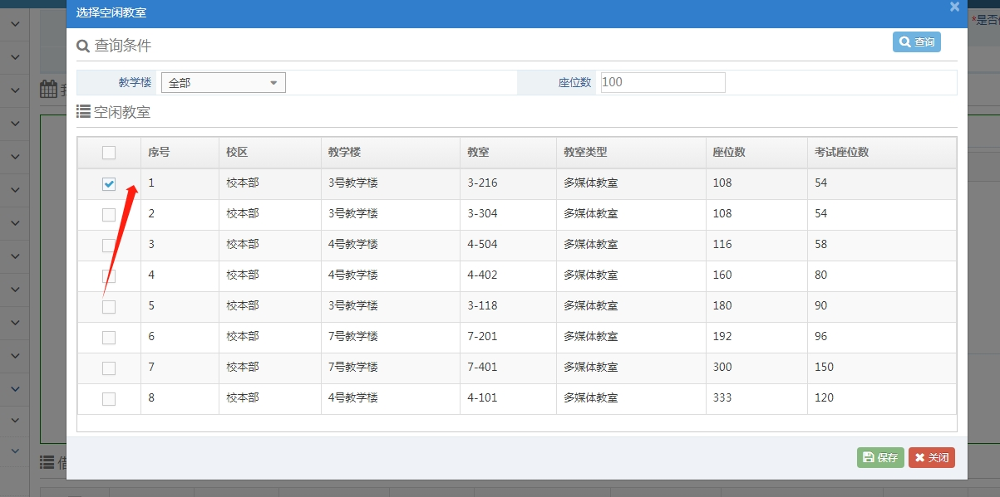 选择空闲教室
*是否
查询条件
查询
教学楼 全部 座位数 100
空闲教室
序号 校区 教学楼 教室 教室类型 座位数 考试座位数
1 校本部 3号教学楼 3-216 多媒体教室 108 54
2 校本部 3号教学楼 3-304 多媒体教室 108 54
3 校本部 4号教学楼 4-504 多媒体教室 116 58
4 校本部 4号教学楼 4-402 多媒体教室 160 80
5 校本部 3号教学楼 3-118 多媒体教室 180 90
6 校本部 7号教学楼 7-201 多媒体教室 192 96
7 校本部 7号教学楼 7-401 多媒体教室 300 150
8 校本部 4号教学楼 4-101 多媒体教室 333 120
保存 关闭